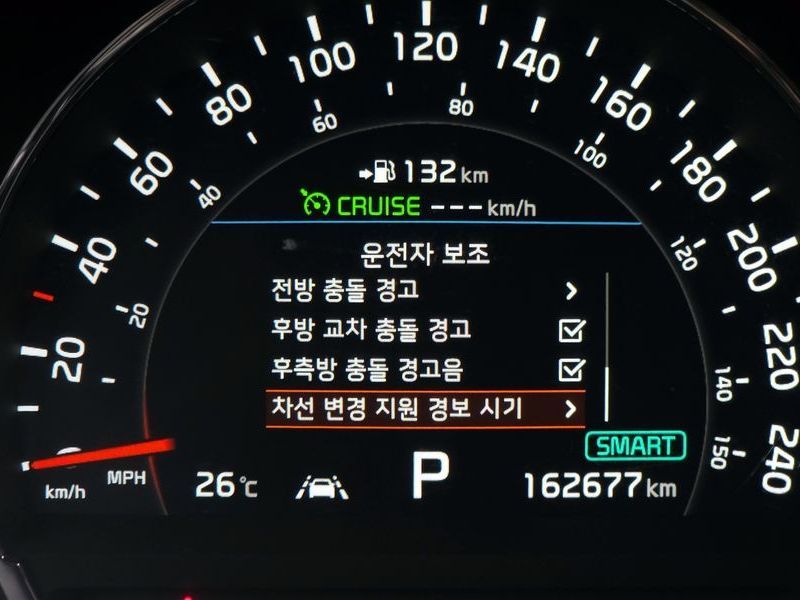 20
40
60
80
100
120
140
160
180
200
220
240
20
40
60
80
100
120
140
150
132 km
CRUISE ---km/h
운전자 보조
전방 충돌 경고
후방 교차 충돌 경고
후측방 충돌 경고음
차선 변경 지원 경보 시기
SMART
km/h
MPH
26°C
P
162677 km